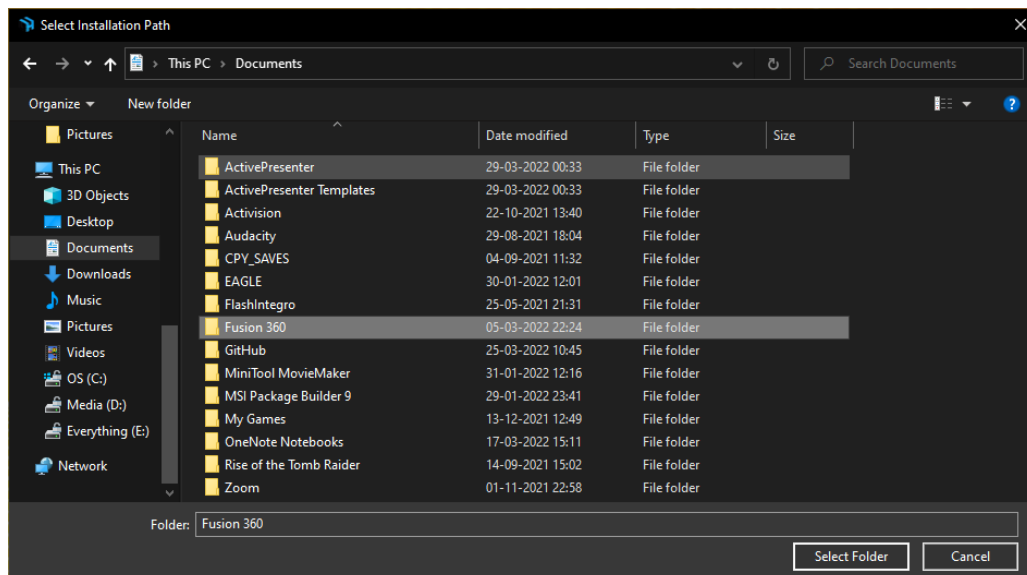 Select Installation Path
This PC > Documents
Search Documents
Organize New folder
Pictures
This PC
3D Objects
Desktop
Documents
Downloads
Music
Pictures
Videos
OS (C:)
Media (D:)
Everything (E:)
Network
Name Date modified Type Size
ActivePresenter 29-03-2022 00:33 File folder
ActivePresenter Templates 29-03-2022 00:33 File folder
Activision 22-10-2021 13:40 File folder
Audacity 29-08-2021 18:04 File folder
CPY_SAVES 04-09-2021 11:32 File folder
EAGLE 30-01-2022 12:01 File folder
FlashIntegro 25-05-2021 21:31 File folder
Fusion 360 05-03-2022 22:24 File folder
GitHub 25-03-2022 10:45 File folder
MiniTool MovieMaker 31-01-2022 12:16 File folder
MSI Package Builder 9 29-01-2022 23:41 File folder
My Games 13-12-2021 12:49 File folder
OneNote Notebooks 17-03-2022 15:11 File folder
Rise of the Tomb Raider 14-09-2021 15:02 File folder
Zoom 01-11-2021 22:58 File folder
Folder: Fusion 360
Select Folder Cancel